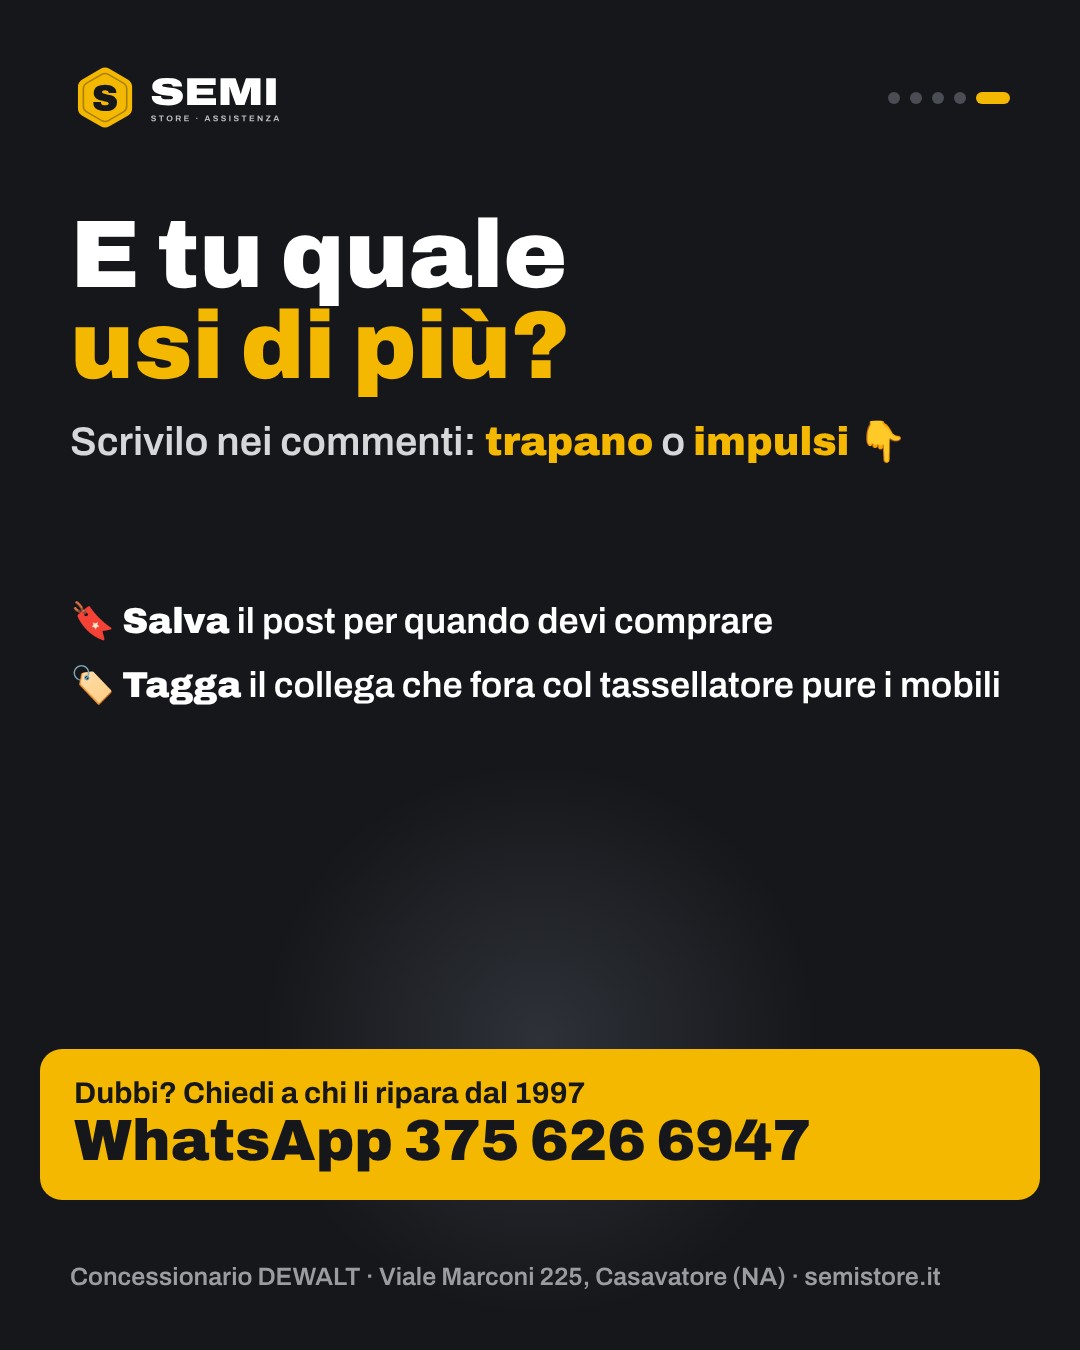 S
SEMI
STORE · ASSISTENZA
E tu quale
usi di più?
Scrivilo nei commenti: trapano o impulsi 👇
🔖 Salva il post per quando devi comprare
🏷️ Tagga il collega che fora col tassellatore pure i mobili
Dubbi? Chiedi a chi li ripara dal 1997
WhatsApp 375 626 6947
Concessionario DEWALT · Viale Marconi 225, Casavatore (NA) · semistore.it